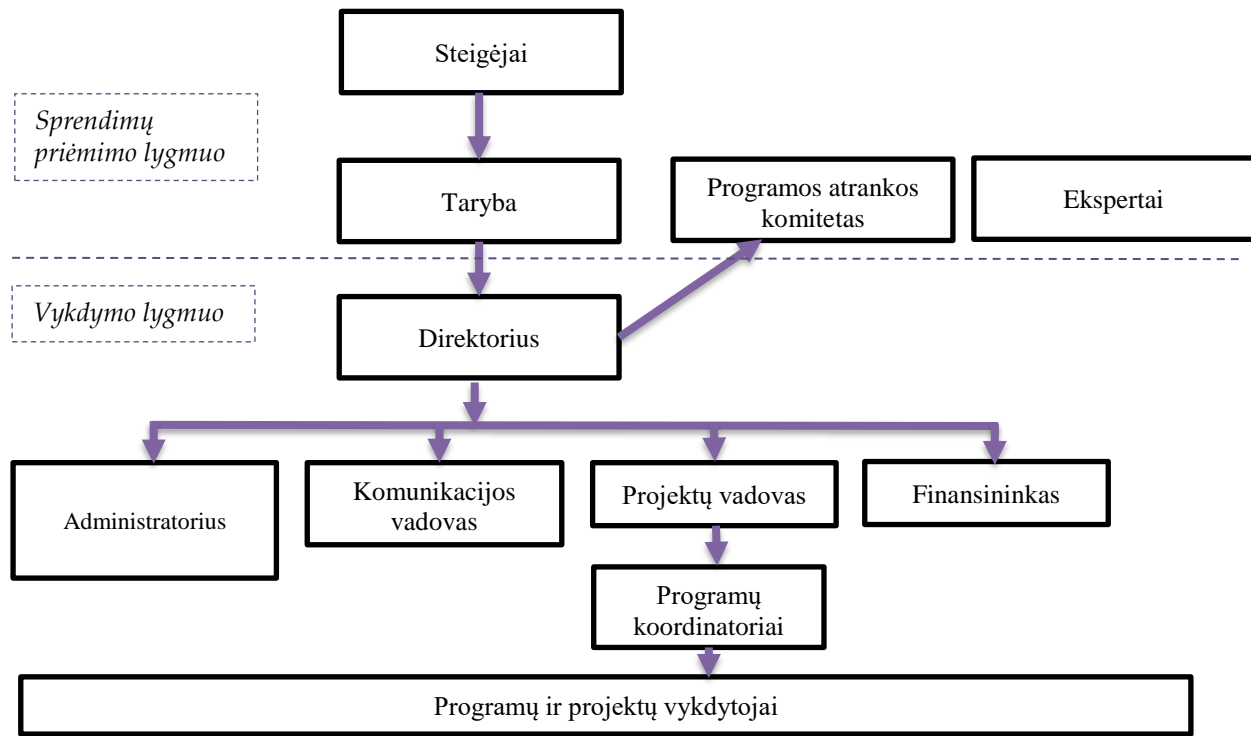 Steigėjai
Sprendimų
priėmimo lygmuo
Taryba
Programos atrankos
komitetas
Ekspertai
Vykdymo lygmuo
Direktorius
Administratorius
Komunikacijos
vadovas
Projektų vadovas
Finansininkas
Programų
koordinatoriai
Programų ir projektų vykdytojai